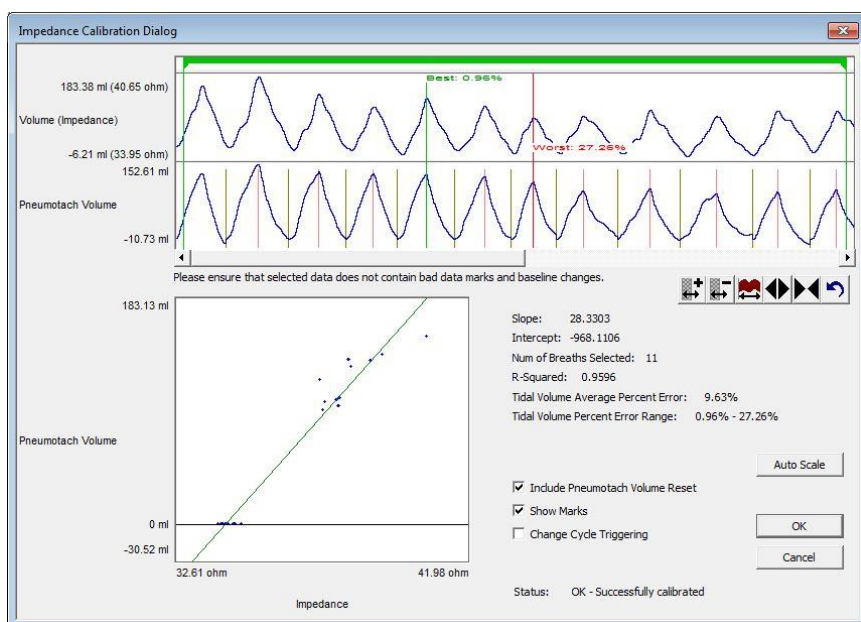 Impedance Calibration Dialog
183.38 ml (40.65 ohm)
Best: 0.96%
Volume (Impedance)
-6.21 ml (33.95 ohm)
Worst: 27.26%
152.61 ml
Pneumotach Volume
-10.73 ml
Please ensure that selected data does not contain bad data marks and baseline changes.
183.13 ml
Pneumotach Volume
0 ml
-30.52 ml
32.61 ohm
41.98 ohm
Impedance
Slope: 28.3303
Intercept: -968.1106
Num of Breaths Selected: 11
R-Squared: 0.9596
Tidal Volume Average Percent Error: 9.63%
Tidal Volume Percent Error Range: 0.96% - 27.26%
Auto Scale
Include Pneumotach Volume Reset
Show Marks
Change Cycle Triggering
OK
Cancel
Status: OK - Successfully calibrated